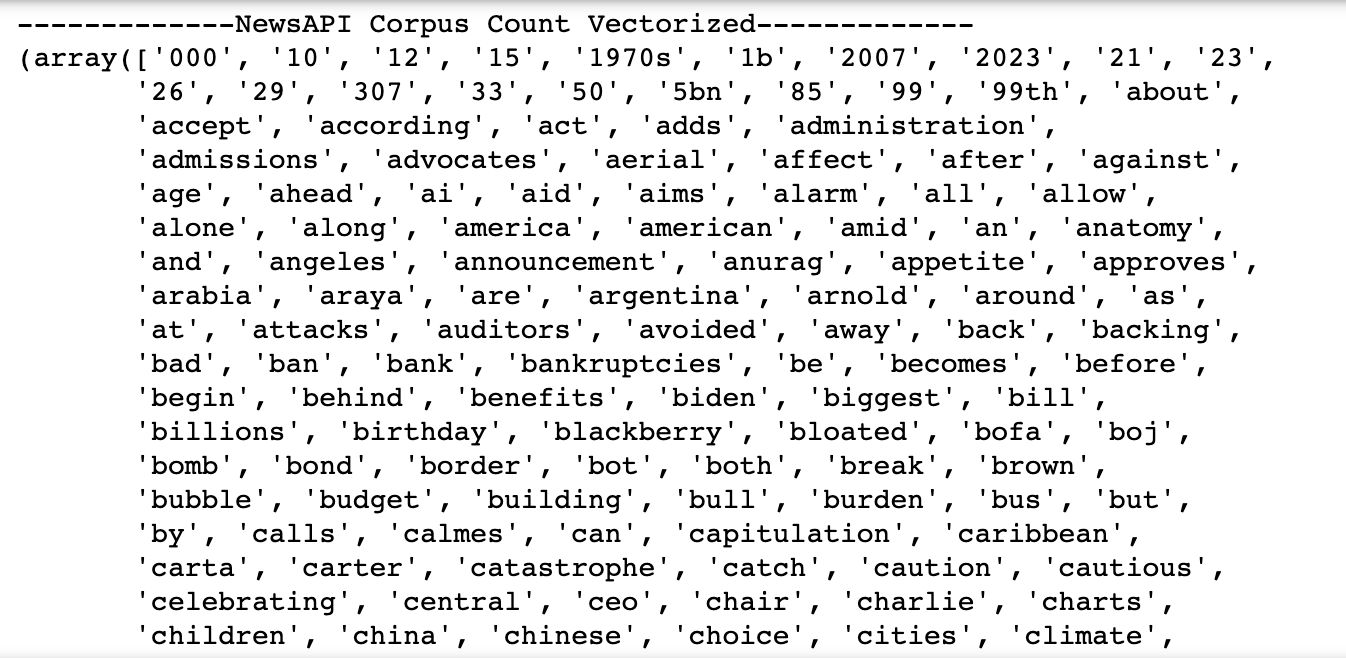 -------------NewsAPI Corpus Count Vectorized-------------
(array(['000', '10', '12', '15', '1970s', '1b', '2007', '2023', '21', '23',
'26', '29', '307', '33', '50', '5bn', '85', '99', '99th', 'about',
'accept', 'according', 'act', 'adds', 'administration',
'admissions', 'advocates', 'aerial', 'affect', 'after', 'against',
'age', 'ahead', 'ai', 'aid', 'aims', 'alarm', 'all', 'allow',
'alone', 'along', 'america', 'american', 'amid', 'an', 'anatomy',
'and', 'angeles', 'announcement', 'anurag', 'appetite', 'approves',
'arabia', 'araya', 'are', 'argentina', 'arnold', 'around', 'as',
'at', 'attacks', 'auditors', 'avoided', 'away', 'back', 'backing',
'bad', 'ban', 'bank', 'bankruptcies', 'be', 'becomes', 'before',
'begin', 'behind', 'benefits', 'biden', 'biggest', 'bill',
'billions', 'birthday', 'blackberry', 'bloated', 'bofa', 'boj',
'bomb', 'bond', 'border', 'bot', 'both', 'break', 'brown',
'bubble', 'budget', 'building', 'bull', 'burden', 'bus', 'but',
'by', 'calls', 'calmes', 'can', 'capitulation', 'caribbean',
'carta', 'carter', 'catastrophe', 'catch', 'caution', 'cautious',
'celebrating', 'central', 'ceo', 'chair', 'charlie', 'charts',
'children', 'china', 'chinese', 'choice', 'cities', 'climate',